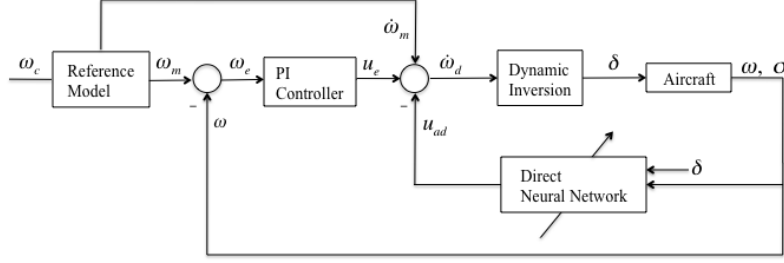 ω̇_m
ω_c
Reference
Model
ω_m
ω_e
PI
Controller
u_e
ω̇_d
Dynamic
Inversion
δ
Aircraft
ω, σ
−
ω
−
u_ad
Direct
Neural Network
δ